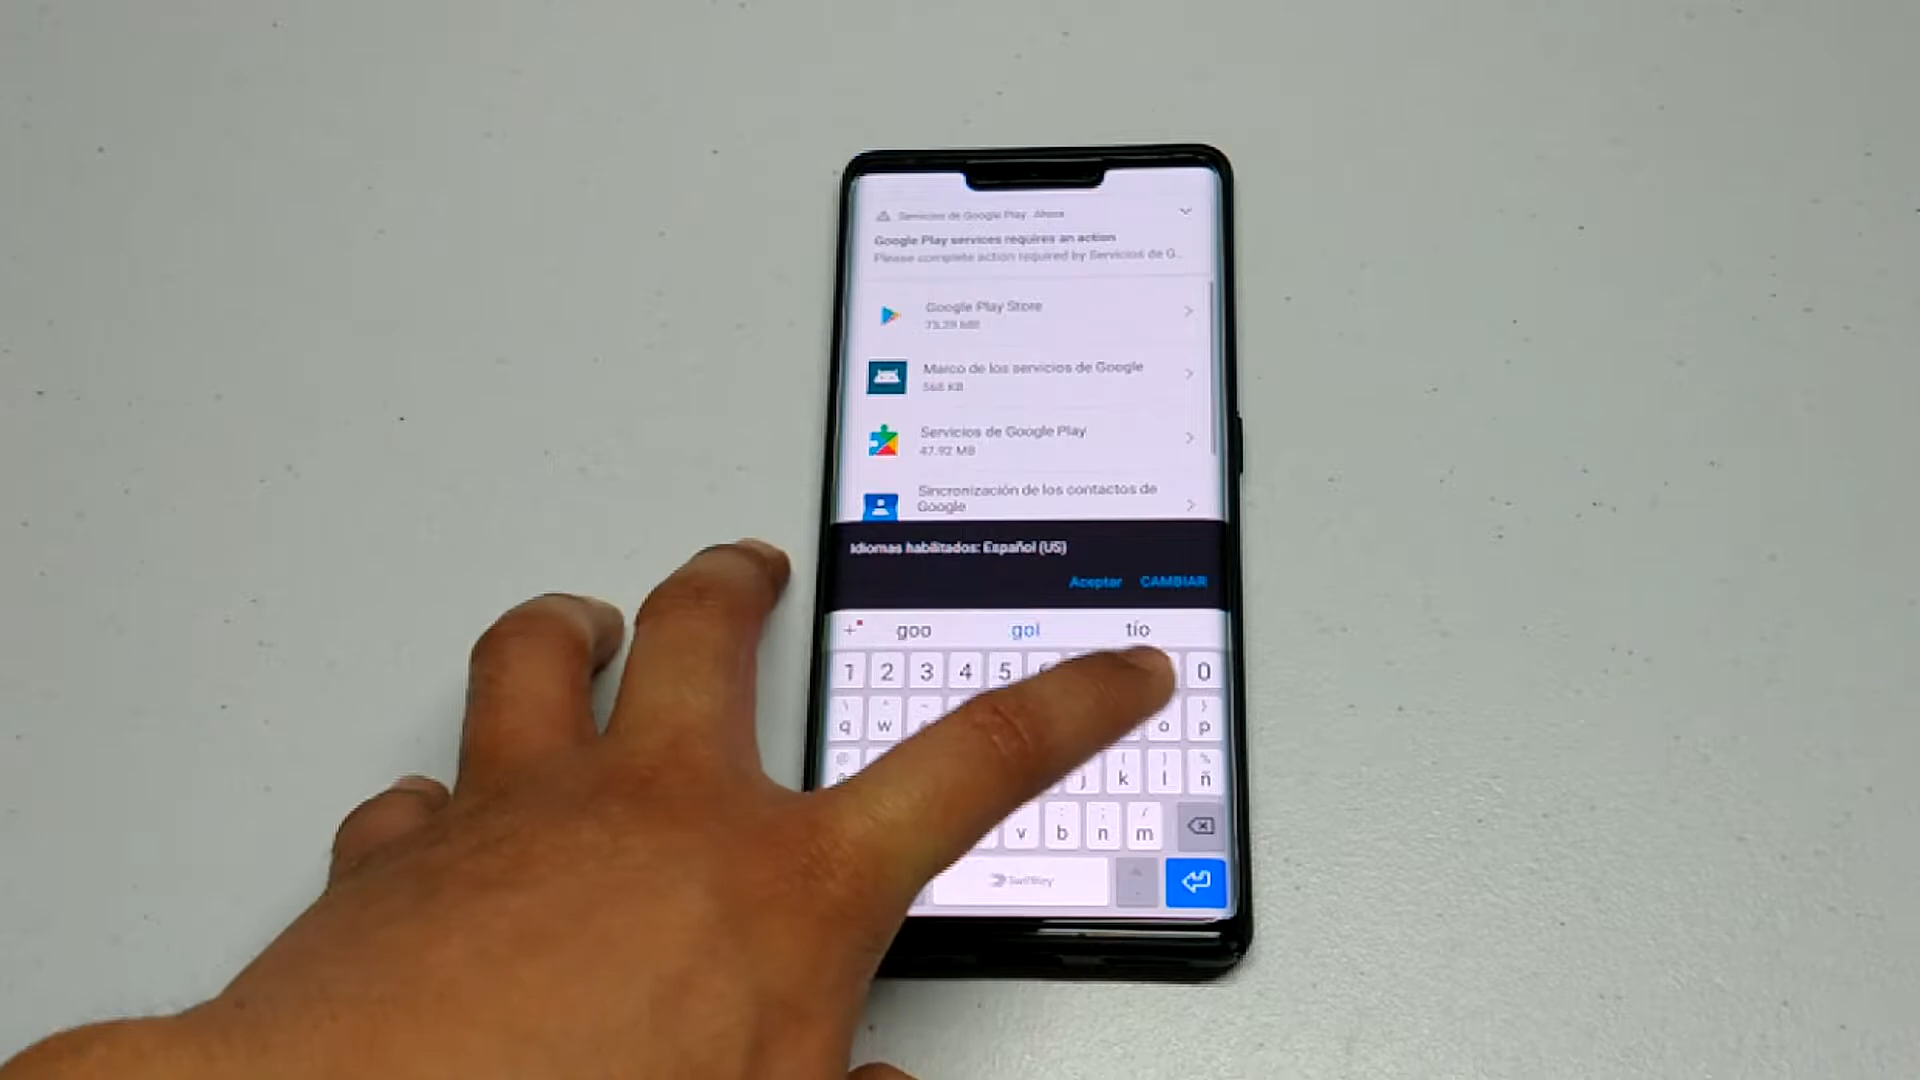 Servicios de Google Play Ahora
Google Play services requires an action
Please complete action required by Servicios de G...
Google Play Store
73.39 MB
Marco de los servicios de Google
568 KB
Servicios de Google Play
47.92 MB
Sincronización de los contactos de
Google
Idiomas habilitados: Español (US)
Aceptar CAMBIAR
goo gol tío
1 2 3 4 5 0
q w o p
j k l ñ
v b n m
SwiftKey